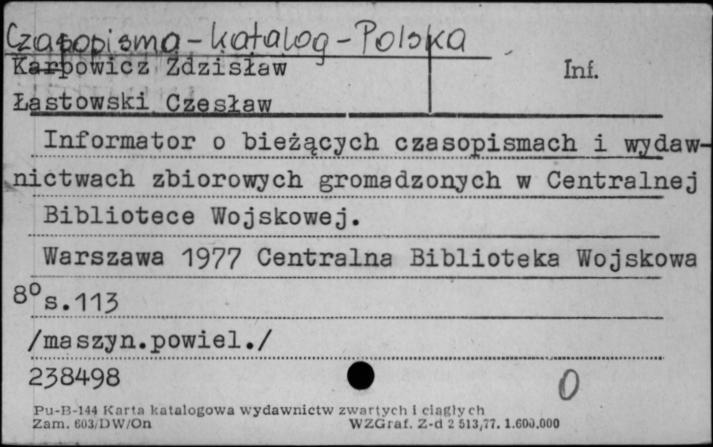 Czasopisma - katalog - Polska
Karpowicz Zdzisław
Inf.
Łastowski Czesław
Informator o bieżących czasopismach i wydaw-
nictwach zbiorowych gromadzonych w Centralnej
Bibliotece Wojskowej.
Warszawa 1977 Centralna Biblioteka Wojskowa
8° s.113
/maszyn.powiel./
238498
0
Pu-B-144 Karta katalogowa wydawnictw zwartych i ciągłych
Zam. 603/DW/On WZGraf. Z-d 2 513/77. 1.600.000